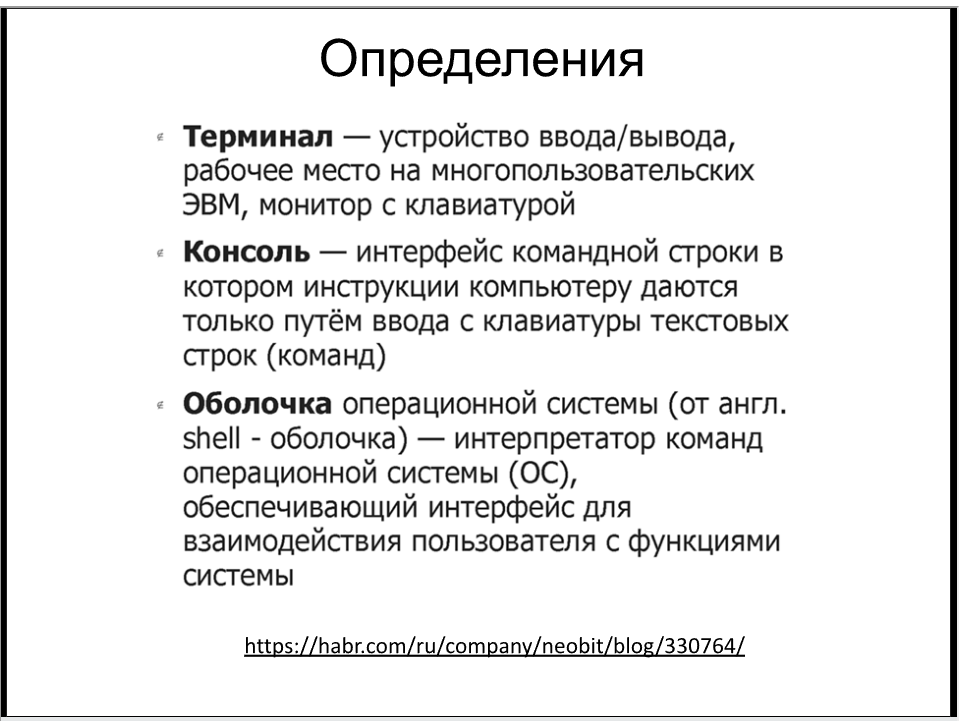 Определения
Терминал — устройство ввода/вывода,
рабочее место на многопользовательских
ЭВМ, монитор с клавиатурой
Консоль — интерфейс командной строки в
котором инструкции компьютеру даются
только путём ввода с клавиатуры текстовых
строк (команд)
Оболочка операционной системы (от англ.
shell - оболочка) — интерпретатор команд
операционной системы (ОС),
обеспечивающий интерфейс для
взаимодействия пользователя с функциями
системы
https://habr.com/ru/company/neobit/blog/330764/